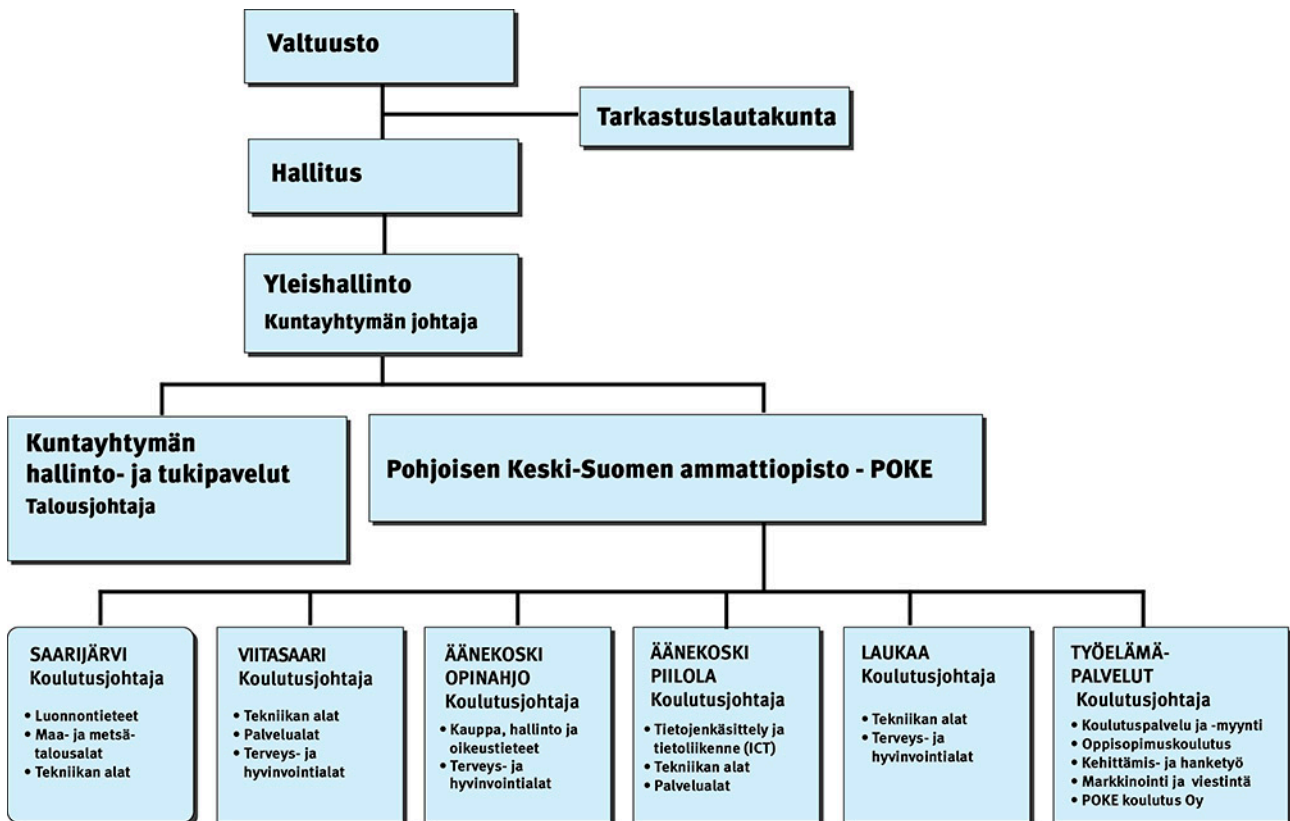 Valtuusto
Tarkastuslautakunta
Hallitus
Yleishallinto
Kuntayhtymän johtaja
Kuntayhtymän
hallinto- ja tukipavelut
Talousjohtaja
Pohjoisen Keski-Suomen ammattiopisto - POKE
SAARIJÄRVI
Koulutusjohtaja
• Luonnontieteet
• Maa- ja metsä-
talousalat
• Tekniikan alat
VIITASAARI
Koulutusjohtaja
• Tekniikan alat
• Palvelualat
• Terveys- ja
hyvinvointialat
ÄÄNEKOSKI
OPINAHJO
Koulutusjohtaja
• Kauppa, hallinto ja
oikeustieteet
• Terveys- ja
hyvinvointialat
ÄÄNEKOSKI
PIILOLA
Koulutusjohtaja
• Tietojenkäsittely ja
tietoliikenne (ICT)
• Tekniikan alat
• Palvelualat
LAUKAA
Koulutusjohtaja
• Tekniikan alat
• Terveys- ja
hyvinvointialat
TYÖELÄMÄ-
PALVELUT
Koulutusjohtaja
• Koulutuspalvelu ja -myynti
• Oppisopimuskoulutus
• Kehittämis- ja hanketyö
• Markkinointi ja viestintä
• POKE koulutus Oy